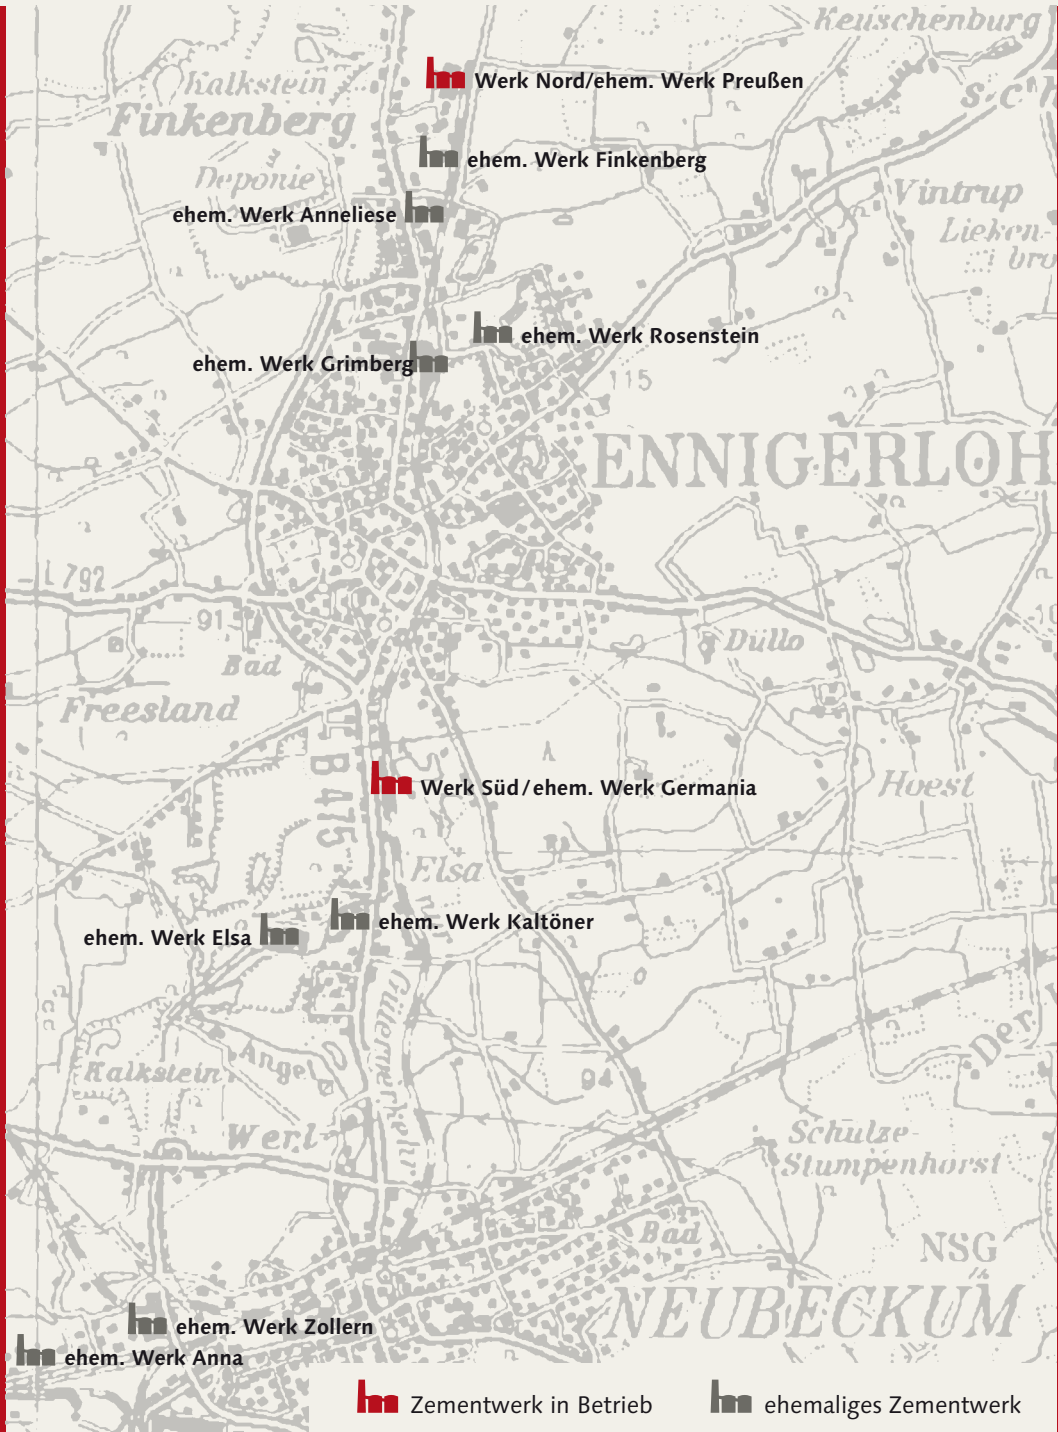 Keuschenburg
Kalkstein
Werk Nord/ehem. Werk Preußen
Finkenberg
ehem. Werk Finkenberg
Deponie
Vintrup
ehem. Werk Anneliese
Lieken-
bro
ehem. Werk Rosenstein
ehem. Werk Grimberg
115
ENNIGERLOH
L 792
91
Düllo
Bad
Freesland
B 475
Werk Süd/ehem. Werk Germania
Hoest
Elsa
ehem. Werk Kaltöner
ehem. Werk Elsa
Güterverkehr
Der
Angel
Kalkstein
94
Werl
Schulze-
Stumpenhorst
Bad
NSG
NEUBECKUM
ehem. Werk Zollern
ehem. Werk Anna
Zementwerk in Betrieb
ehemaliges Zementwerk